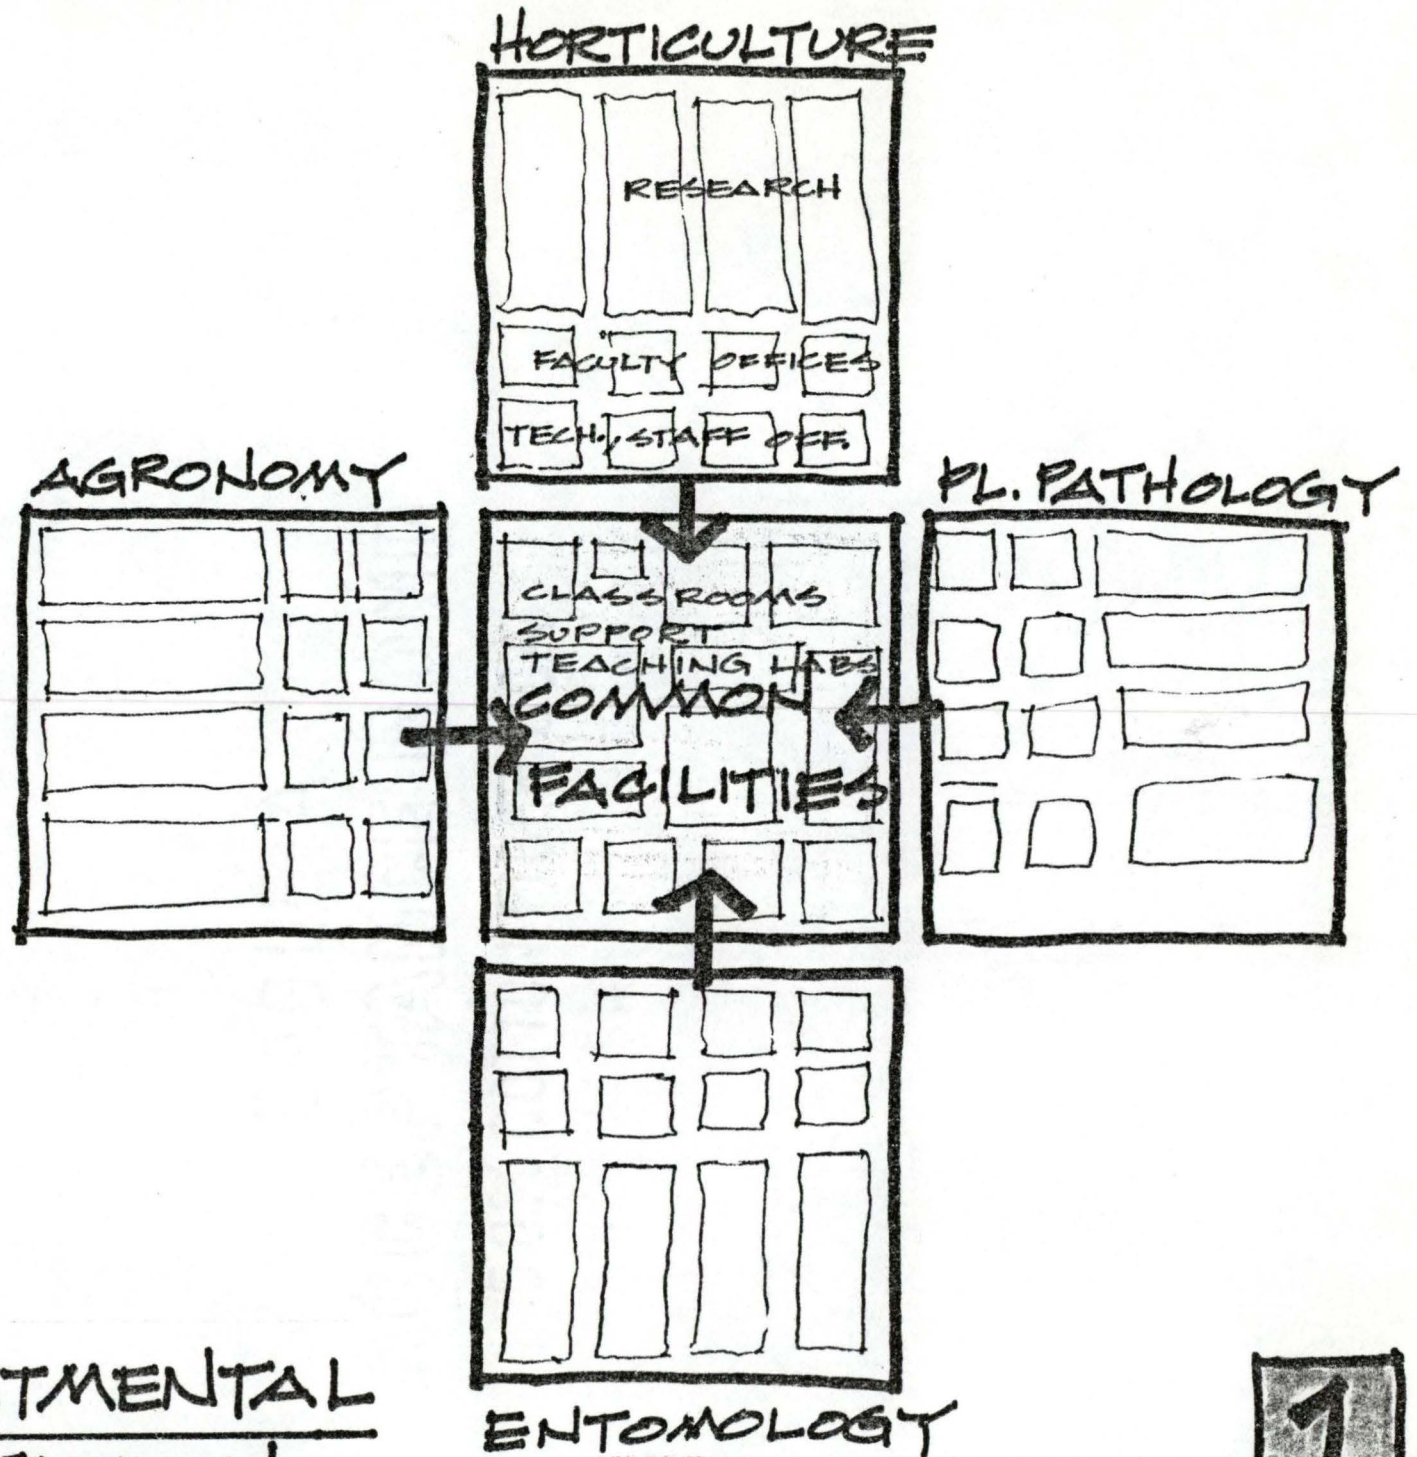 HORTICULTURE
RESEARCH
FACULTY OFFICES
TECH., STAFF OFF.
AGRONOMY
PL. PATHOLOGY
CLASSROOMS
SUPPORT
TEACHING LABS
COMMON
FACILITIES
ENTOMOLOGY
TMENTAL
1